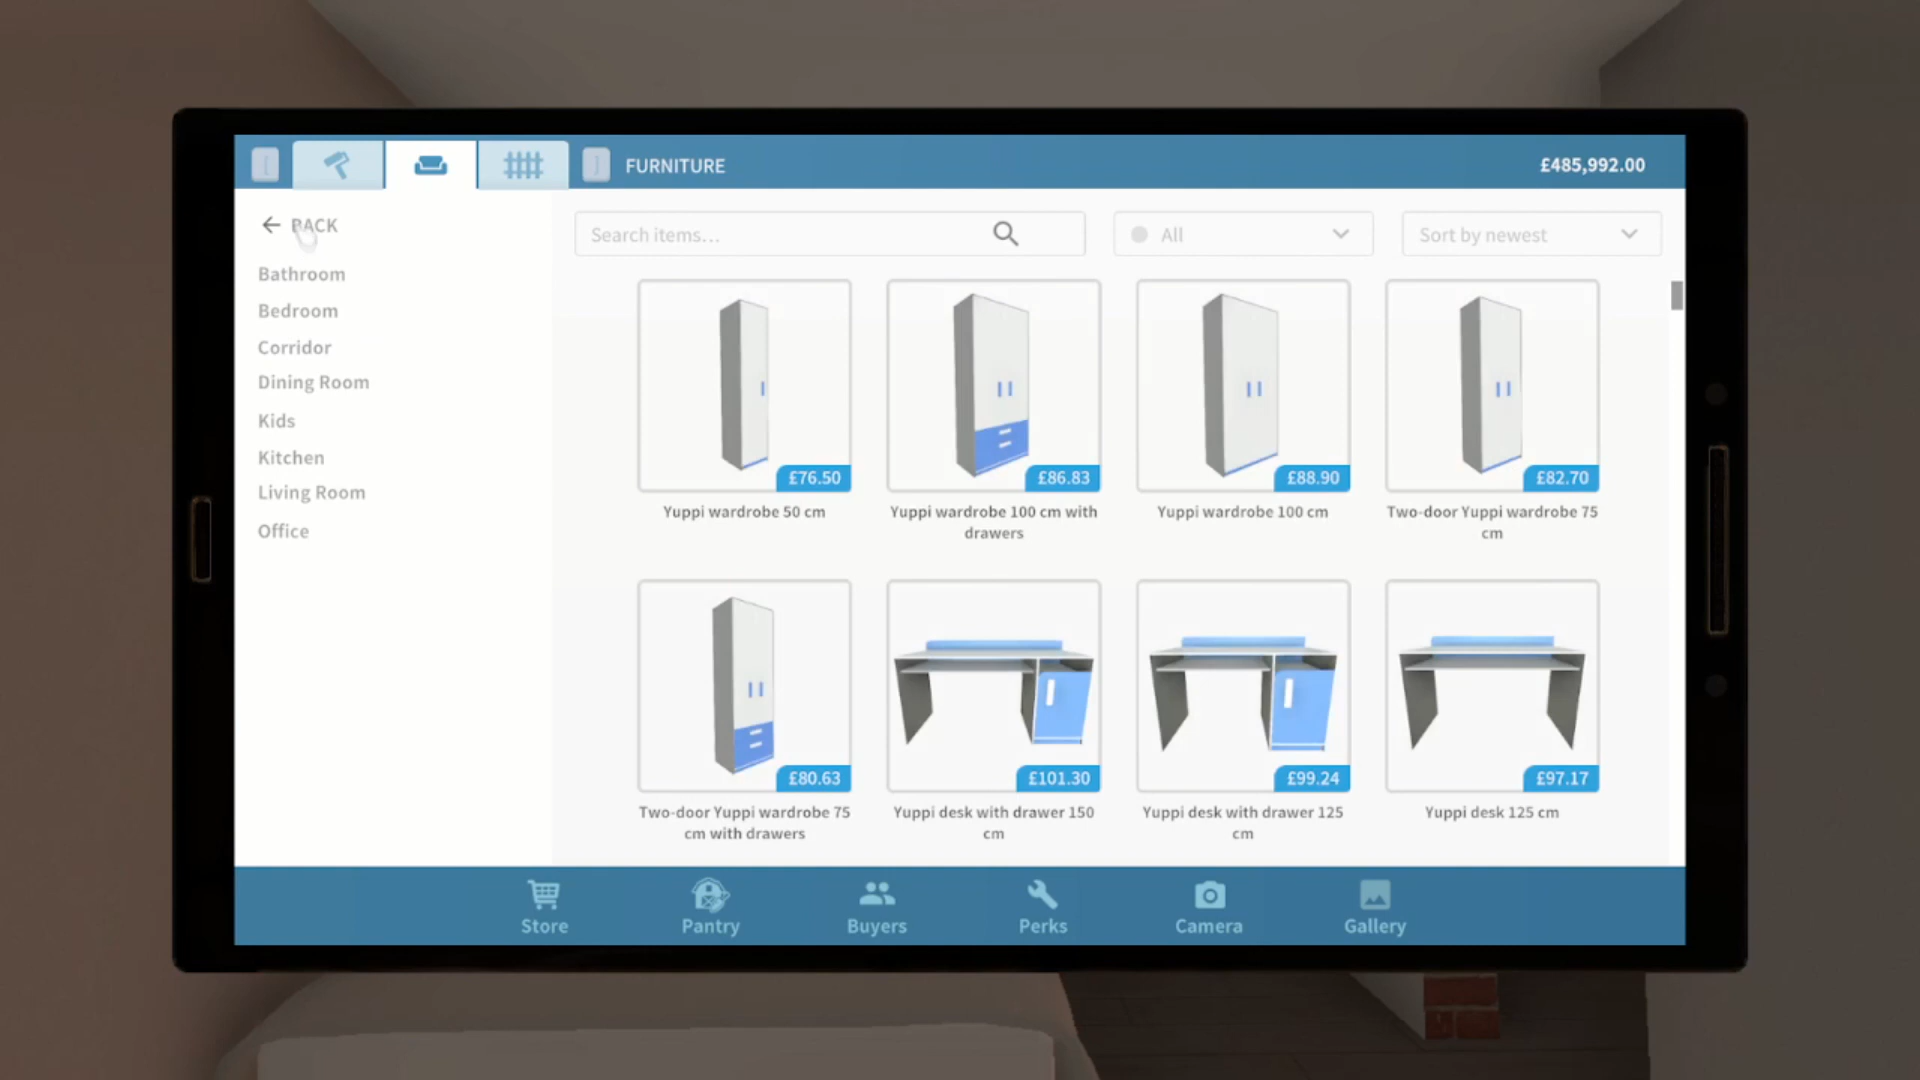 FURNITURE
£485,992.00
BACK
Search items...
All
Sort by newest
Bathroom
Bedroom
Corridor
Dining Room
Kids
Kitchen
Living Room
Office
£76.50
£86.83
£88.90
£82.70
Yuppi wardrobe 50 cm
Yuppi wardrobe 100 cm with
drawers
Yuppi wardrobe 100 cm
Two-door Yuppi wardrobe 75
cm
£80.63
£101.30
£99.24
£97.17
Two-door Yuppi wardrobe 75
cm with drawers
Yuppi desk with drawer 150
cm
Yuppi desk with drawer 125
cm
Yuppi desk 125 cm
Store
Pantry
Buyers
Perks
Camera
Gallery